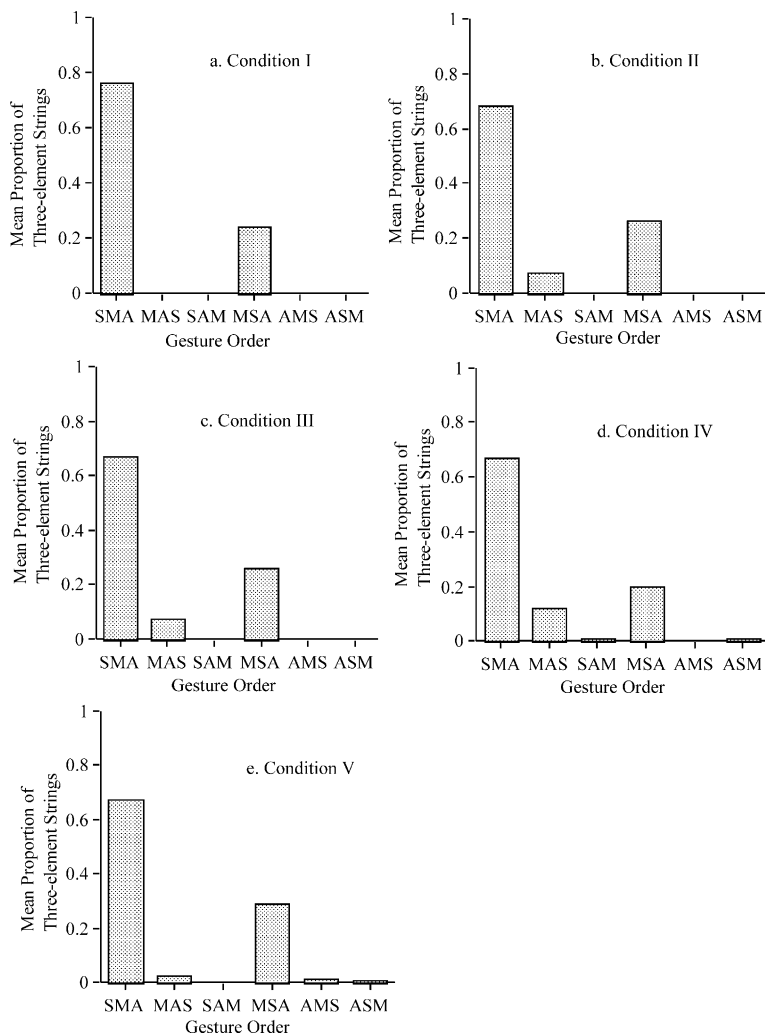 a. Condition I
1
0.8
0.6
0.4
0.2
0
Mean Proportion of
Three-element Strings
SMA MAS SAM MSA AMS ASM
Gesture Order
b. Condition II
1
0.8
0.6
0.4
0.2
0
Mean Proportion of
Three-element Strings
SMA MAS SAM MSA AMS ASM
Gesture Order
c. Condition III
1
0.8
0.6
0.4
0.2
0
Mean Proportion of
Three-element Strings
SMA MAS SAM MSA AMS ASM
Gesture Order
d. Condition IV
1
0.8
0.6
0.4
0.2
0
Mean Proportion of
Three-element Strings
SMA MAS SAM MSA AMS ASM
Gesture Order
e. Condition V
1
0.8
0.6
0.4
0.2
0
Mean Proportion of
Three-element Strings
SMA MAS SAM MSA AMS ASM
Gesture Order